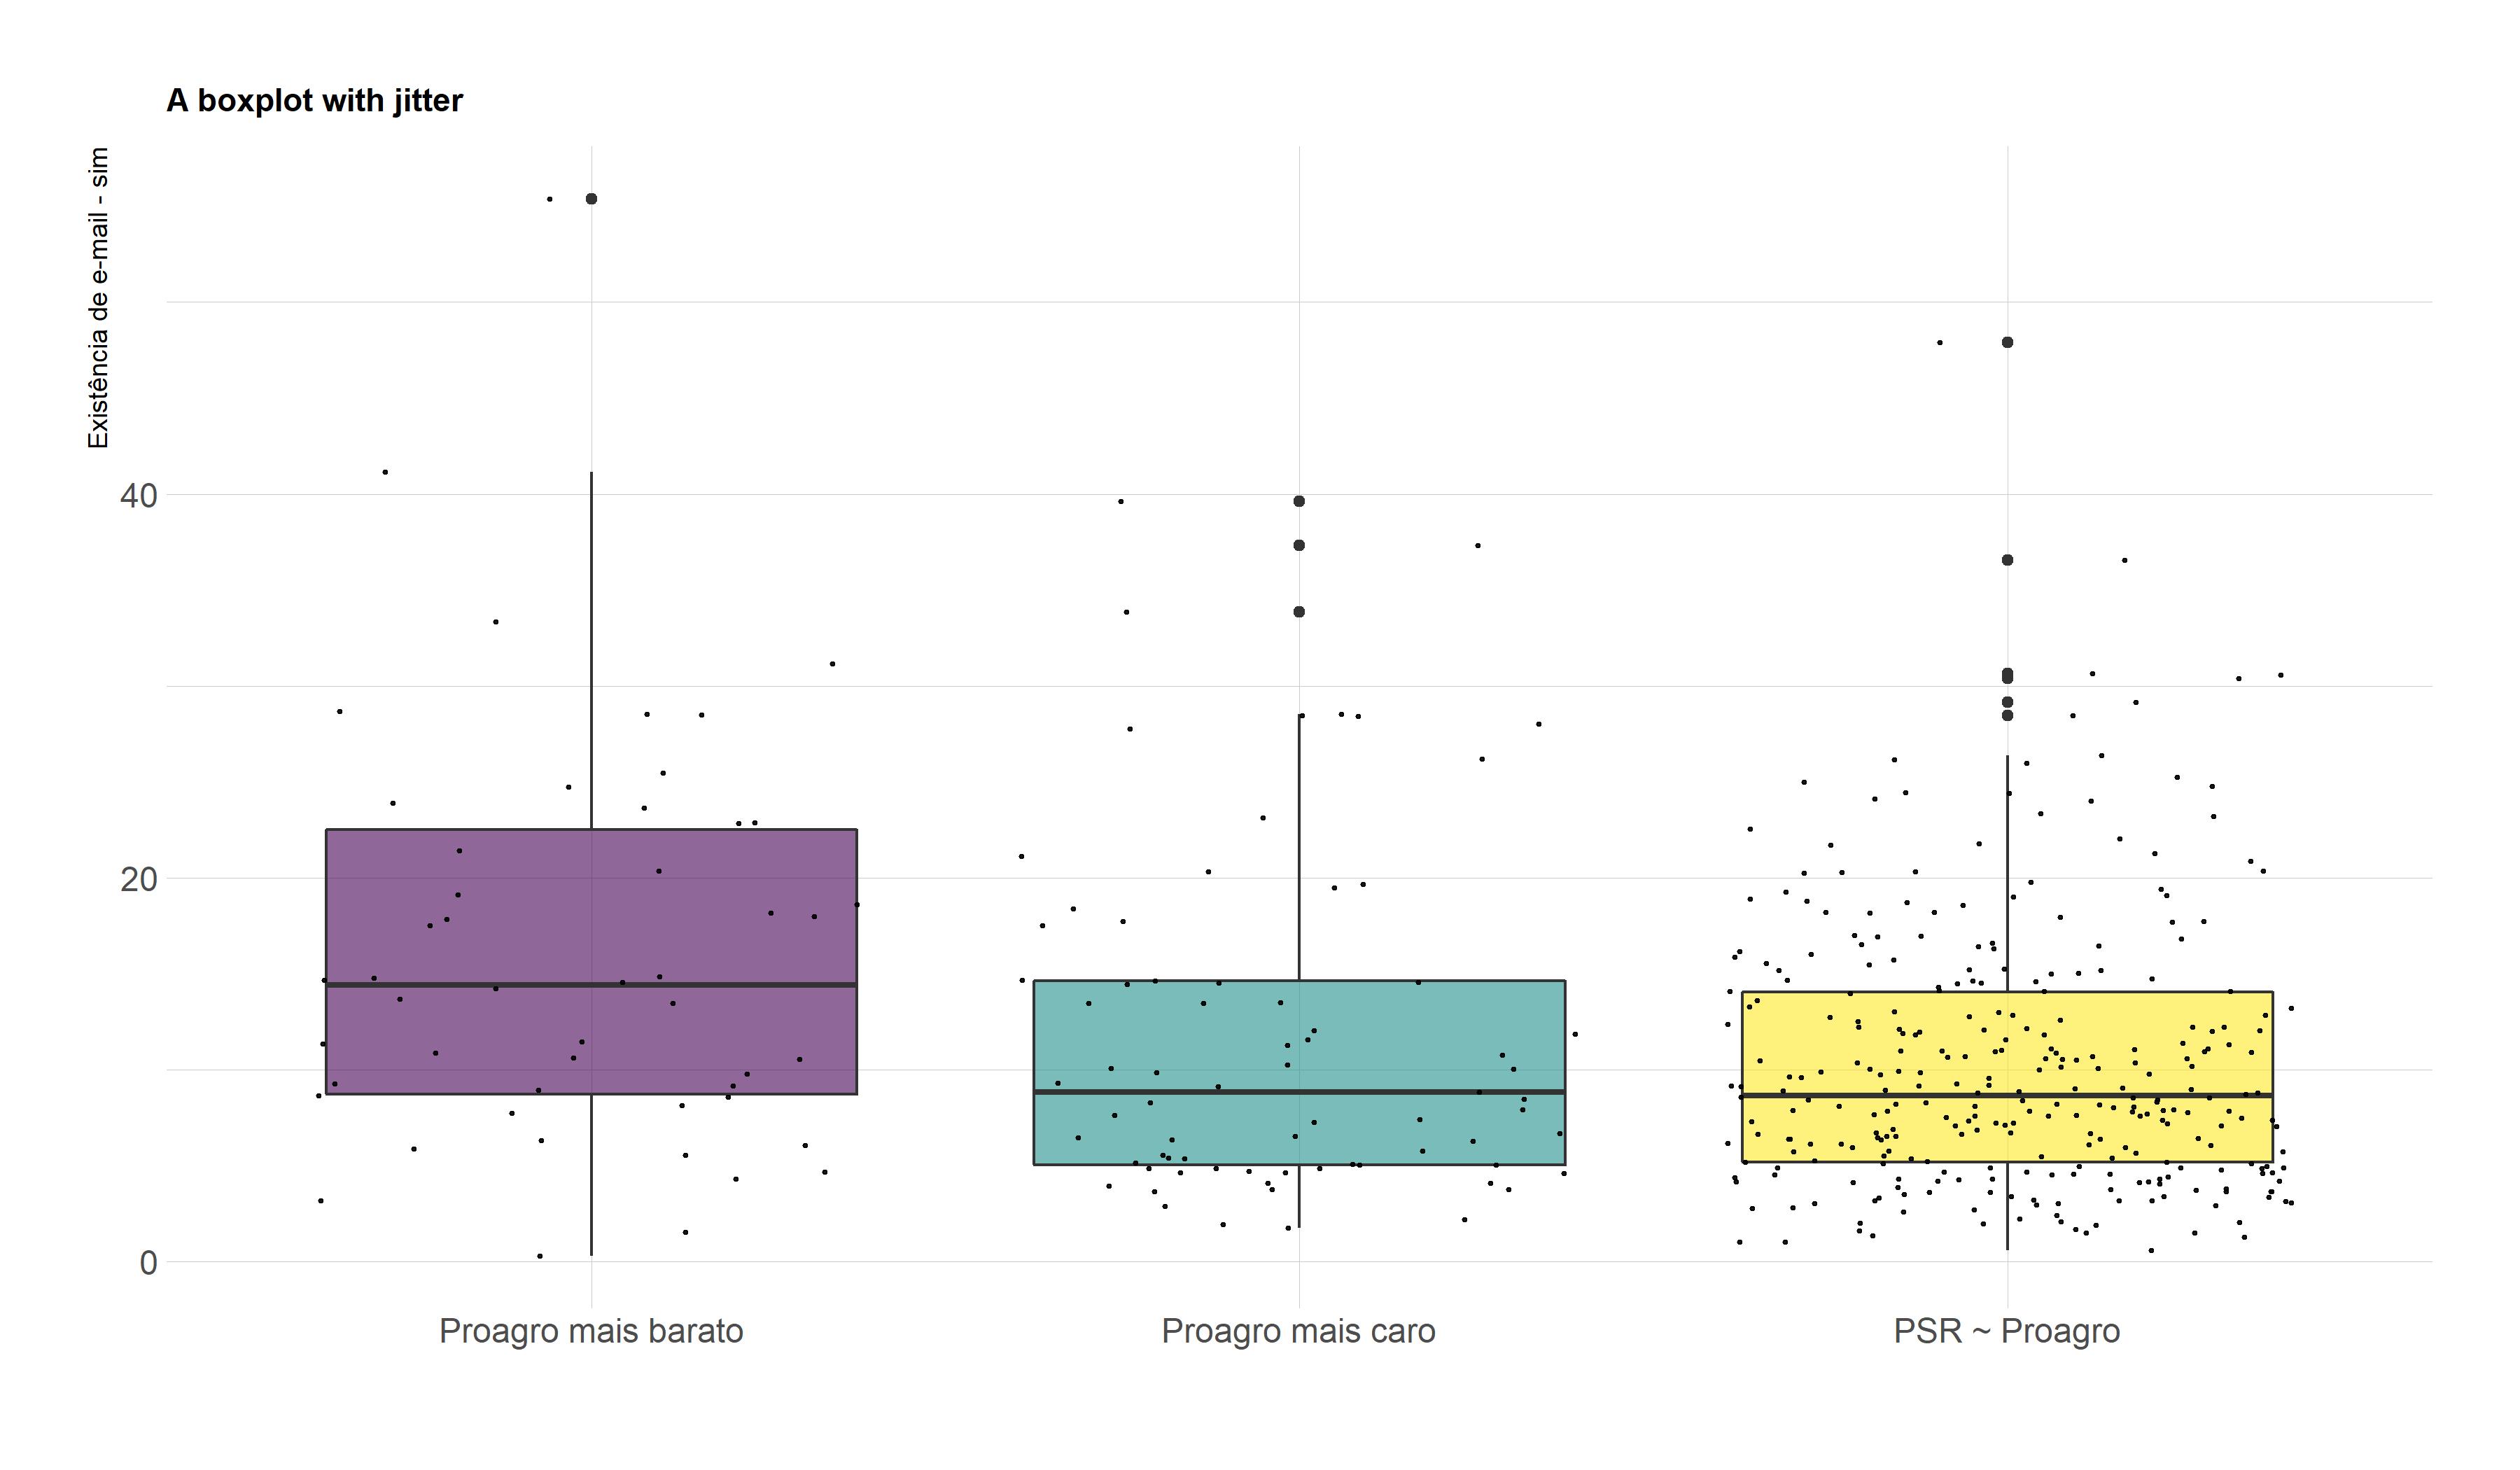 A boxplot with jitter
Existência de e-mail - sim
40
20
0
Proagro mais barato
Proagro mais caro
PSR ~ Proagro